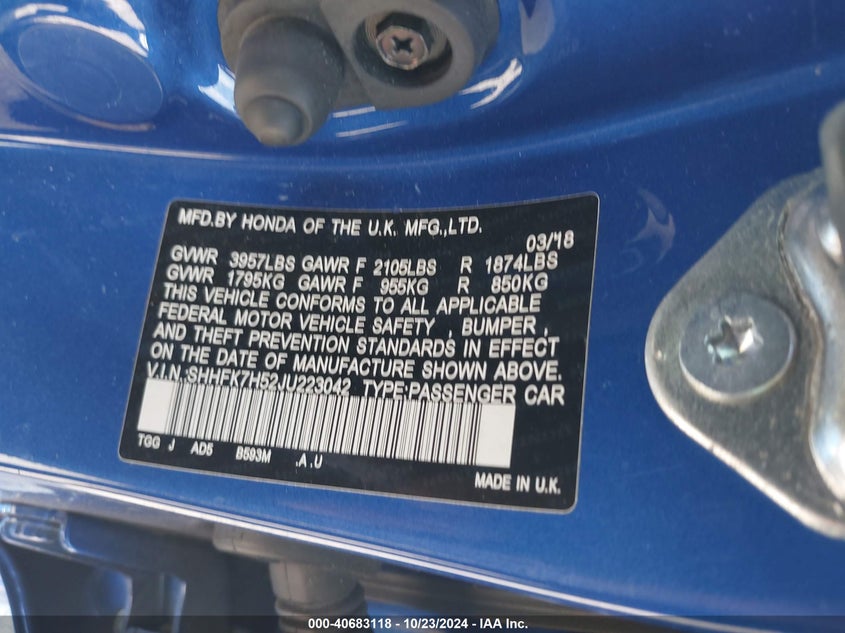 MFD.BY HONDA OF THE U.K. MFG.,LTD.
03/'18
GVWR 3957LBS GAWR F 2105LBS R 1874LBS
GVWR 1795KG GAWR F 955KG R 850KG
THIS VEHICLE CONFORMS TO ALL APPLICABLE
FEDERAL MOTOR VEHICLE SAFETY , BUMPER ,
AND THEFT PREVENTION STANDARDS IN EFFECT
ON THE DATE OF MANUFACTURE SHOWN ABOVE.
V.I.N:SHHFK7H52JU223042 TYPE:PASSENGER CAR
TGG J AD5 B593M .A.U
MADE IN U.K.
000-40683118 - 10/23/2024 - IAA Inc.